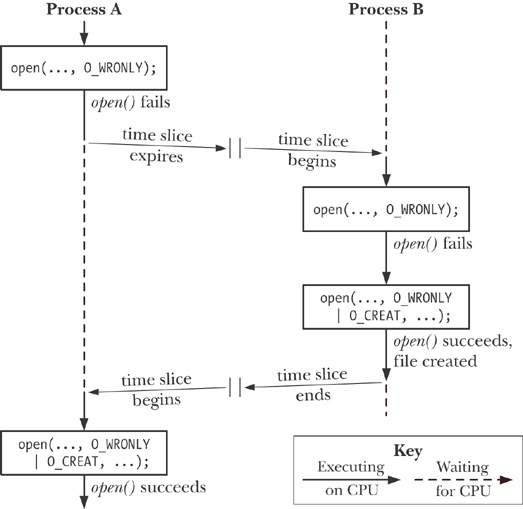 Process A
Process B
open(..., O_WRONLY);
open() fails
time slice
expires
time slice
begins
open(..., O_WRONLY);
open() fails
open(..., O_WRONLY
| O_CREAT, ...);
open() succeeds,
file created
time slice
begins
time slice
ends
open(..., O_WRONLY
| O_CREAT, ...);
open() succeeds
Key
Executing
on CPU
Waiting
for CPU